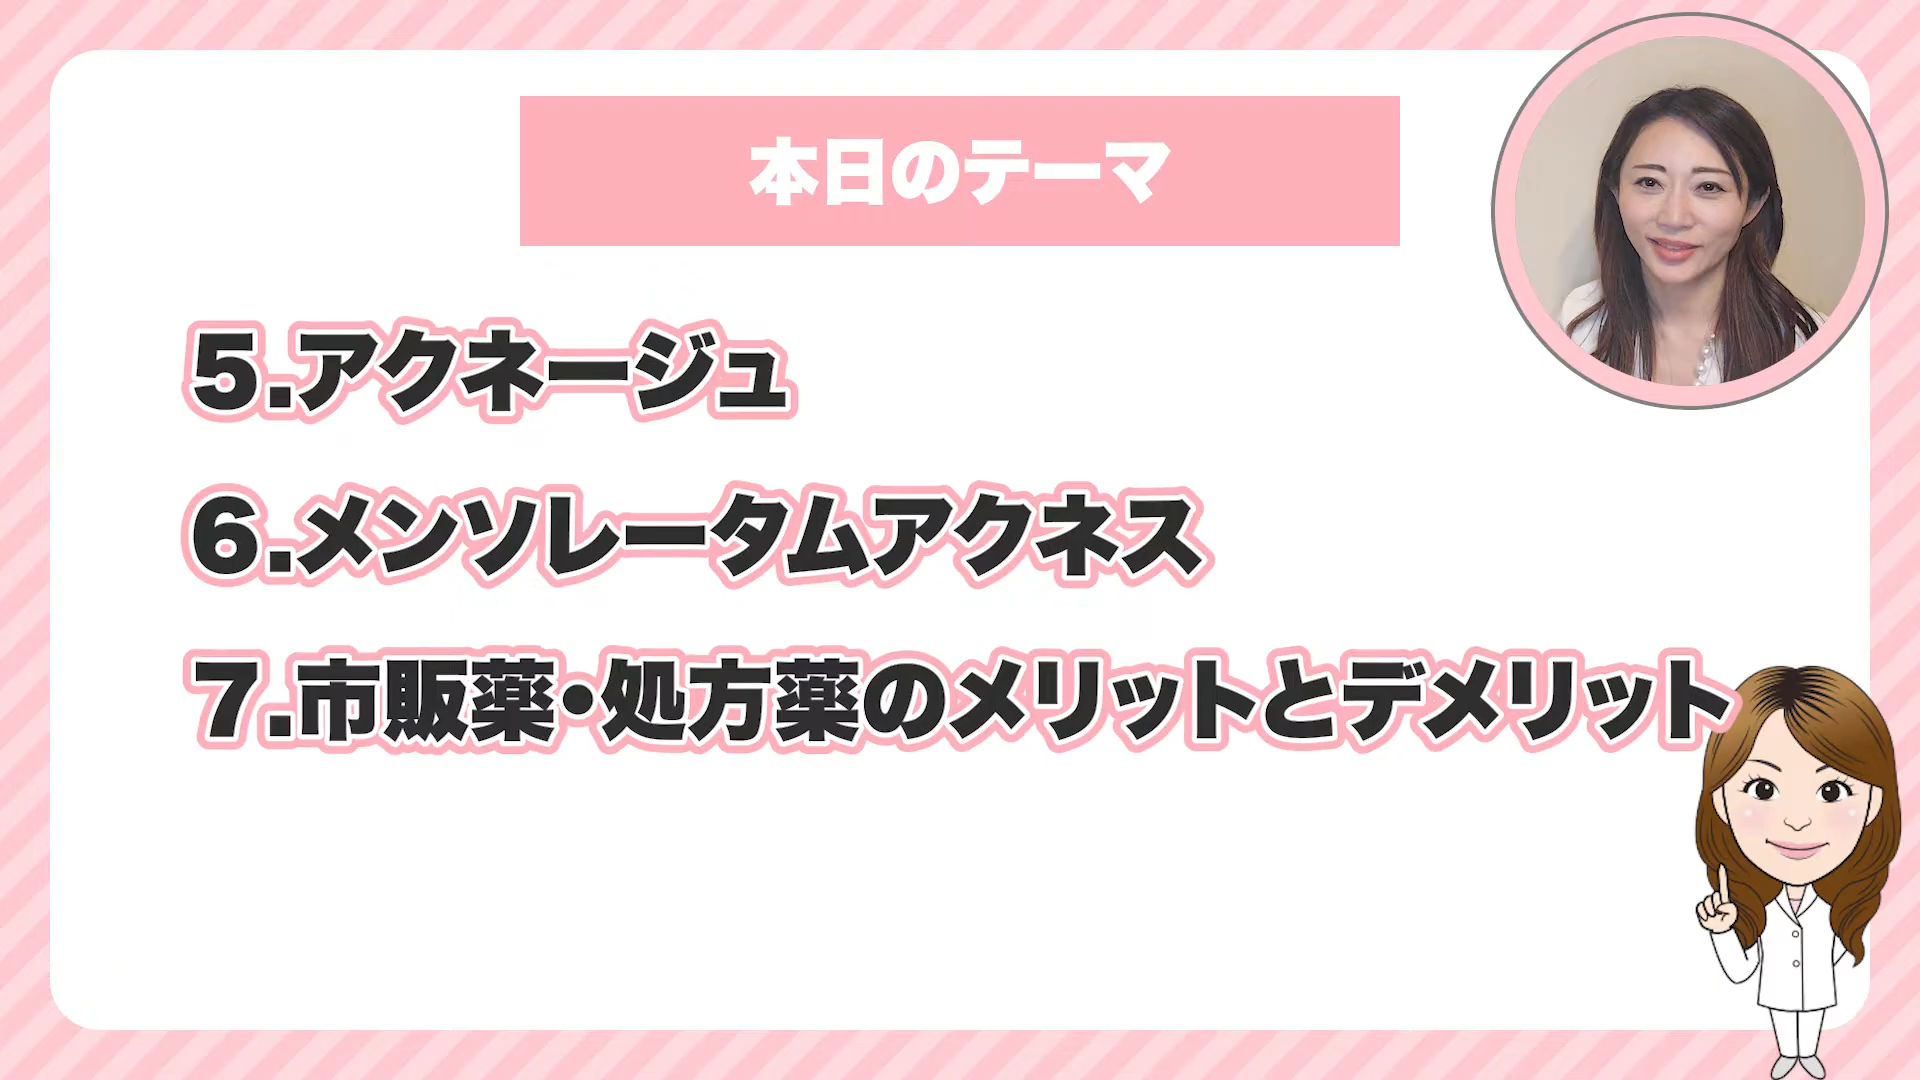 本日のテーマ
5.アクネージュ
6.メンソレータムアクネス
7.市販薬・処方薬のメリットとデメリット